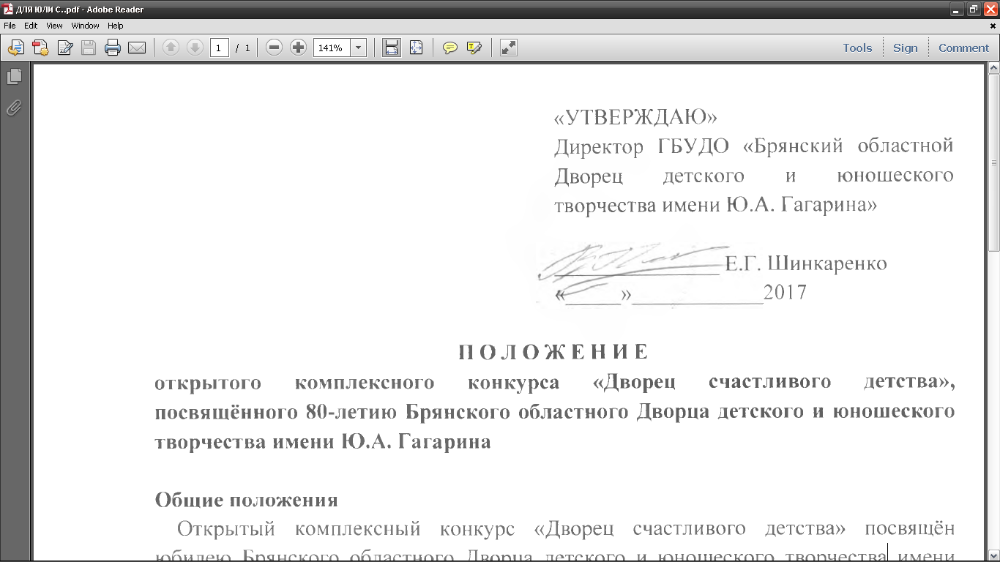 ДЛЯ ЮЛИ С..pdf - Adobe Reader
File Edit View Window Help
1 / 1 141% Tools Sign Comment
«УТВЕРЖДАЮ»
Директор ГБУДО «Брянский областной
Дворец детского и юношеского
творчества имени Ю.А. Гагарина»
Е.Г. Шинкаренко
«_____»____________2017
П О Л О Ж Е Н И Е
открытого комплексного конкурса «Дворец счастливого детства»,
посвящённого 80-летию Брянского областного Дворца детского и юношеского
творчества имени Ю.А. Гагарина
Общие положения
Открытый комплексный конкурс «Дворец счастливого детства» посвящён
юбилею Брянского областного Дворца детского и юношеского творчества имени